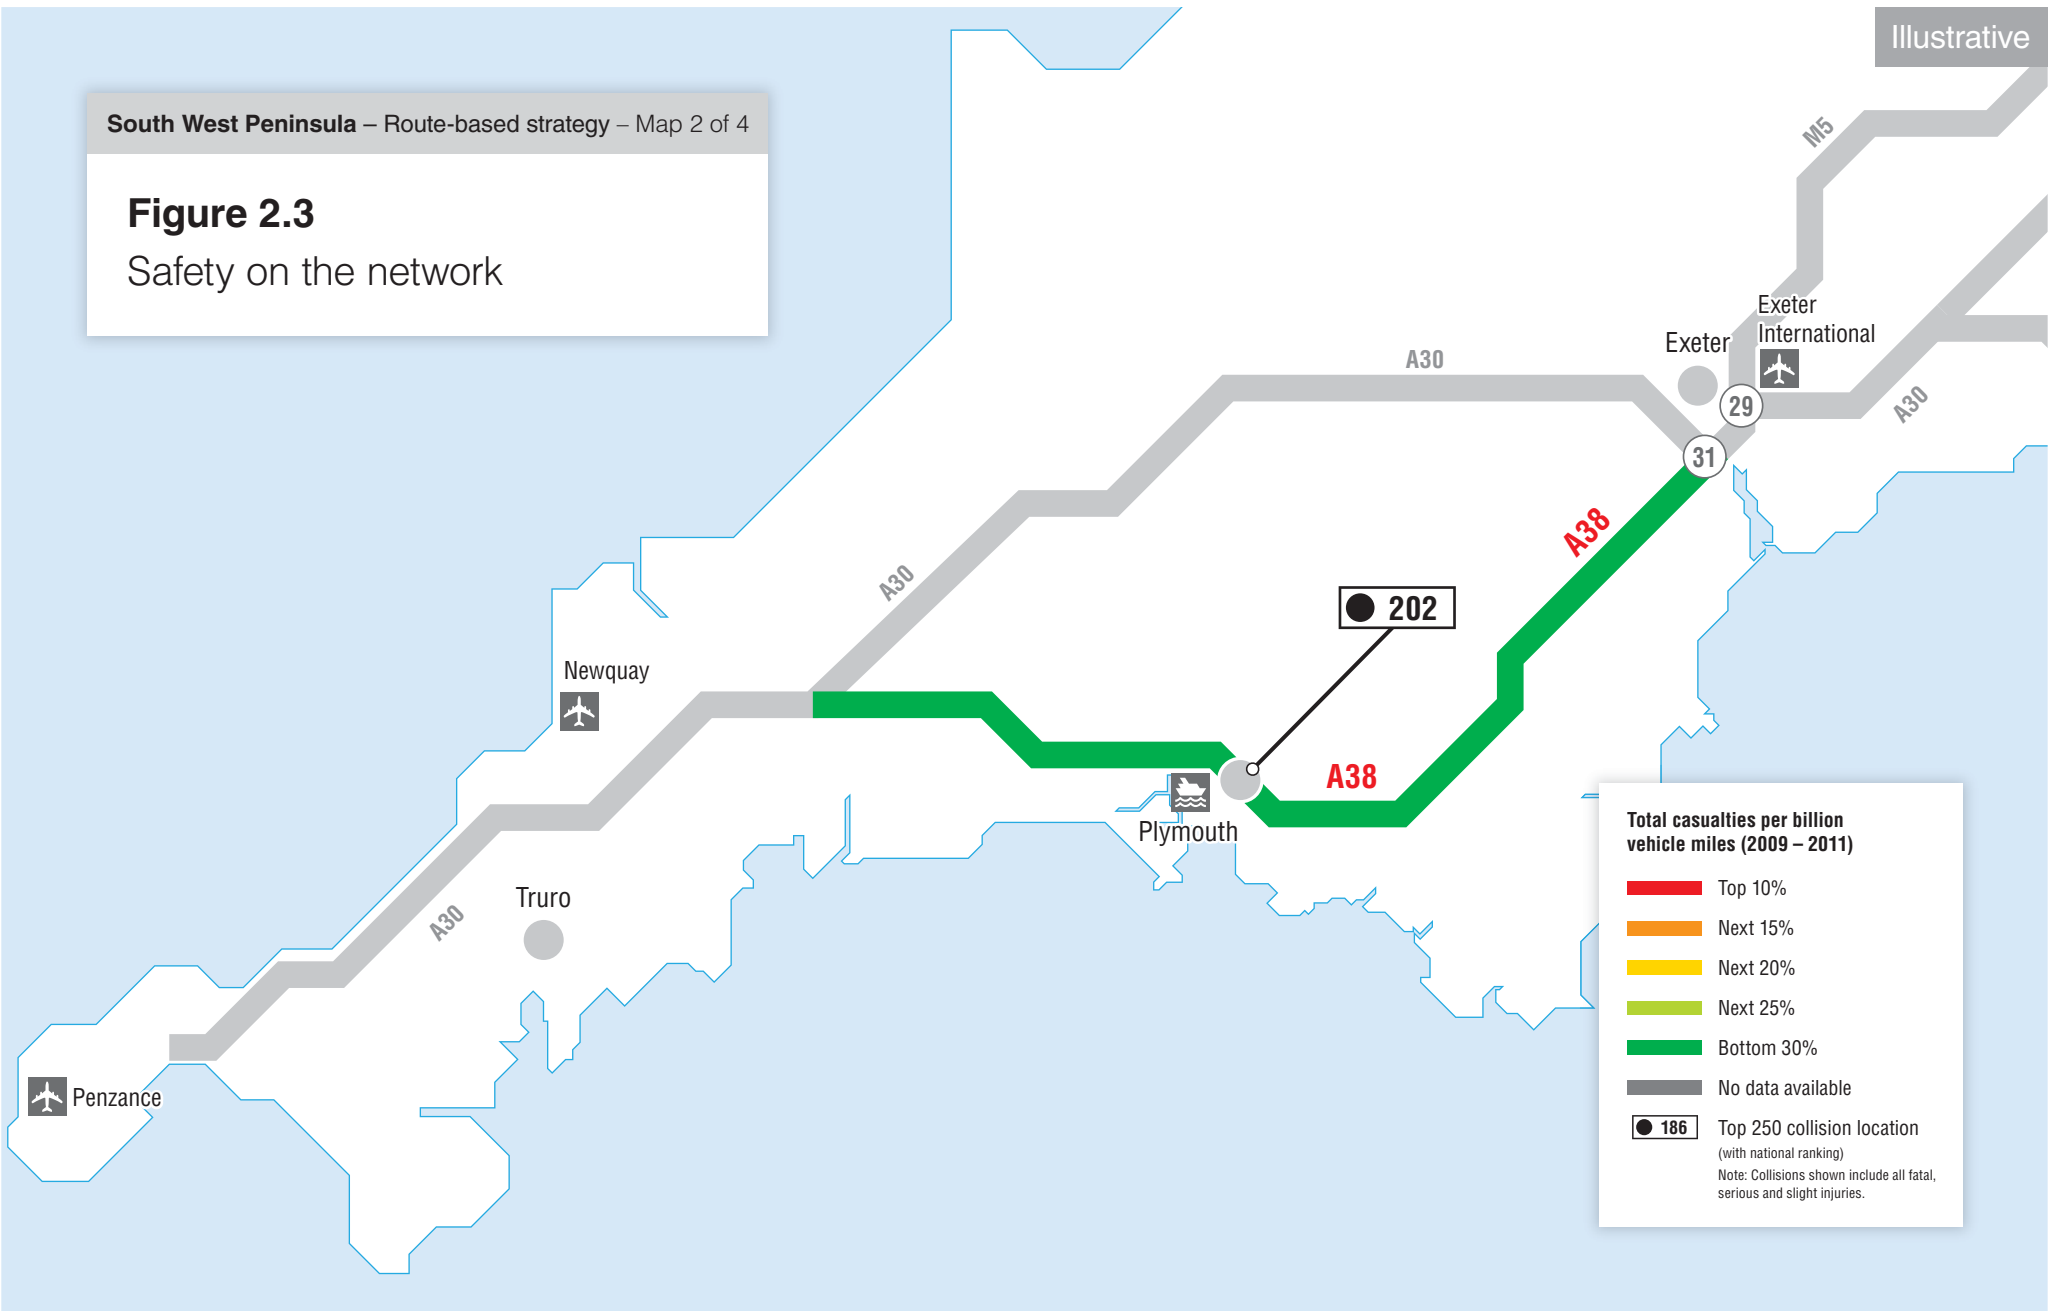 Illustrative
South West Peninsula – Route-based strategy – Map 2 of 4
Figure 2.3
Safety on the network
M5
Exeter
International
Exeter
A30
29
A30
31
A38
A30
202
Newquay
A38
Plymouth
Truro
A30
Penzance
Total casualties per billion
vehicle miles (2009 – 2011)
Top 10%
Next 15%
Next 20%
Next 25%
Bottom 30%
No data available
186 Top 250 collision location
(with national ranking)
Note: Collisions shown include all fatal,
serious and slight injuries.